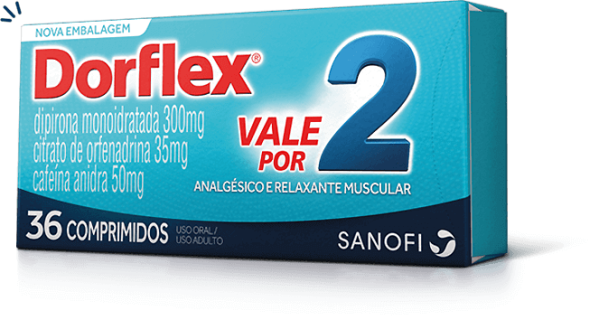 NOVA EMBALAGEM
Dorflex®
dipirona monoidratada 300mg
citrato de orfenadrina 35mg
cafeína anidra 50mg
VALE
POR
2
ANALGÉSICO E RELAXANTE MUSCULAR
36 COMPRIMIDOS
USO ORAL/
USO ADULTO
SANOFI